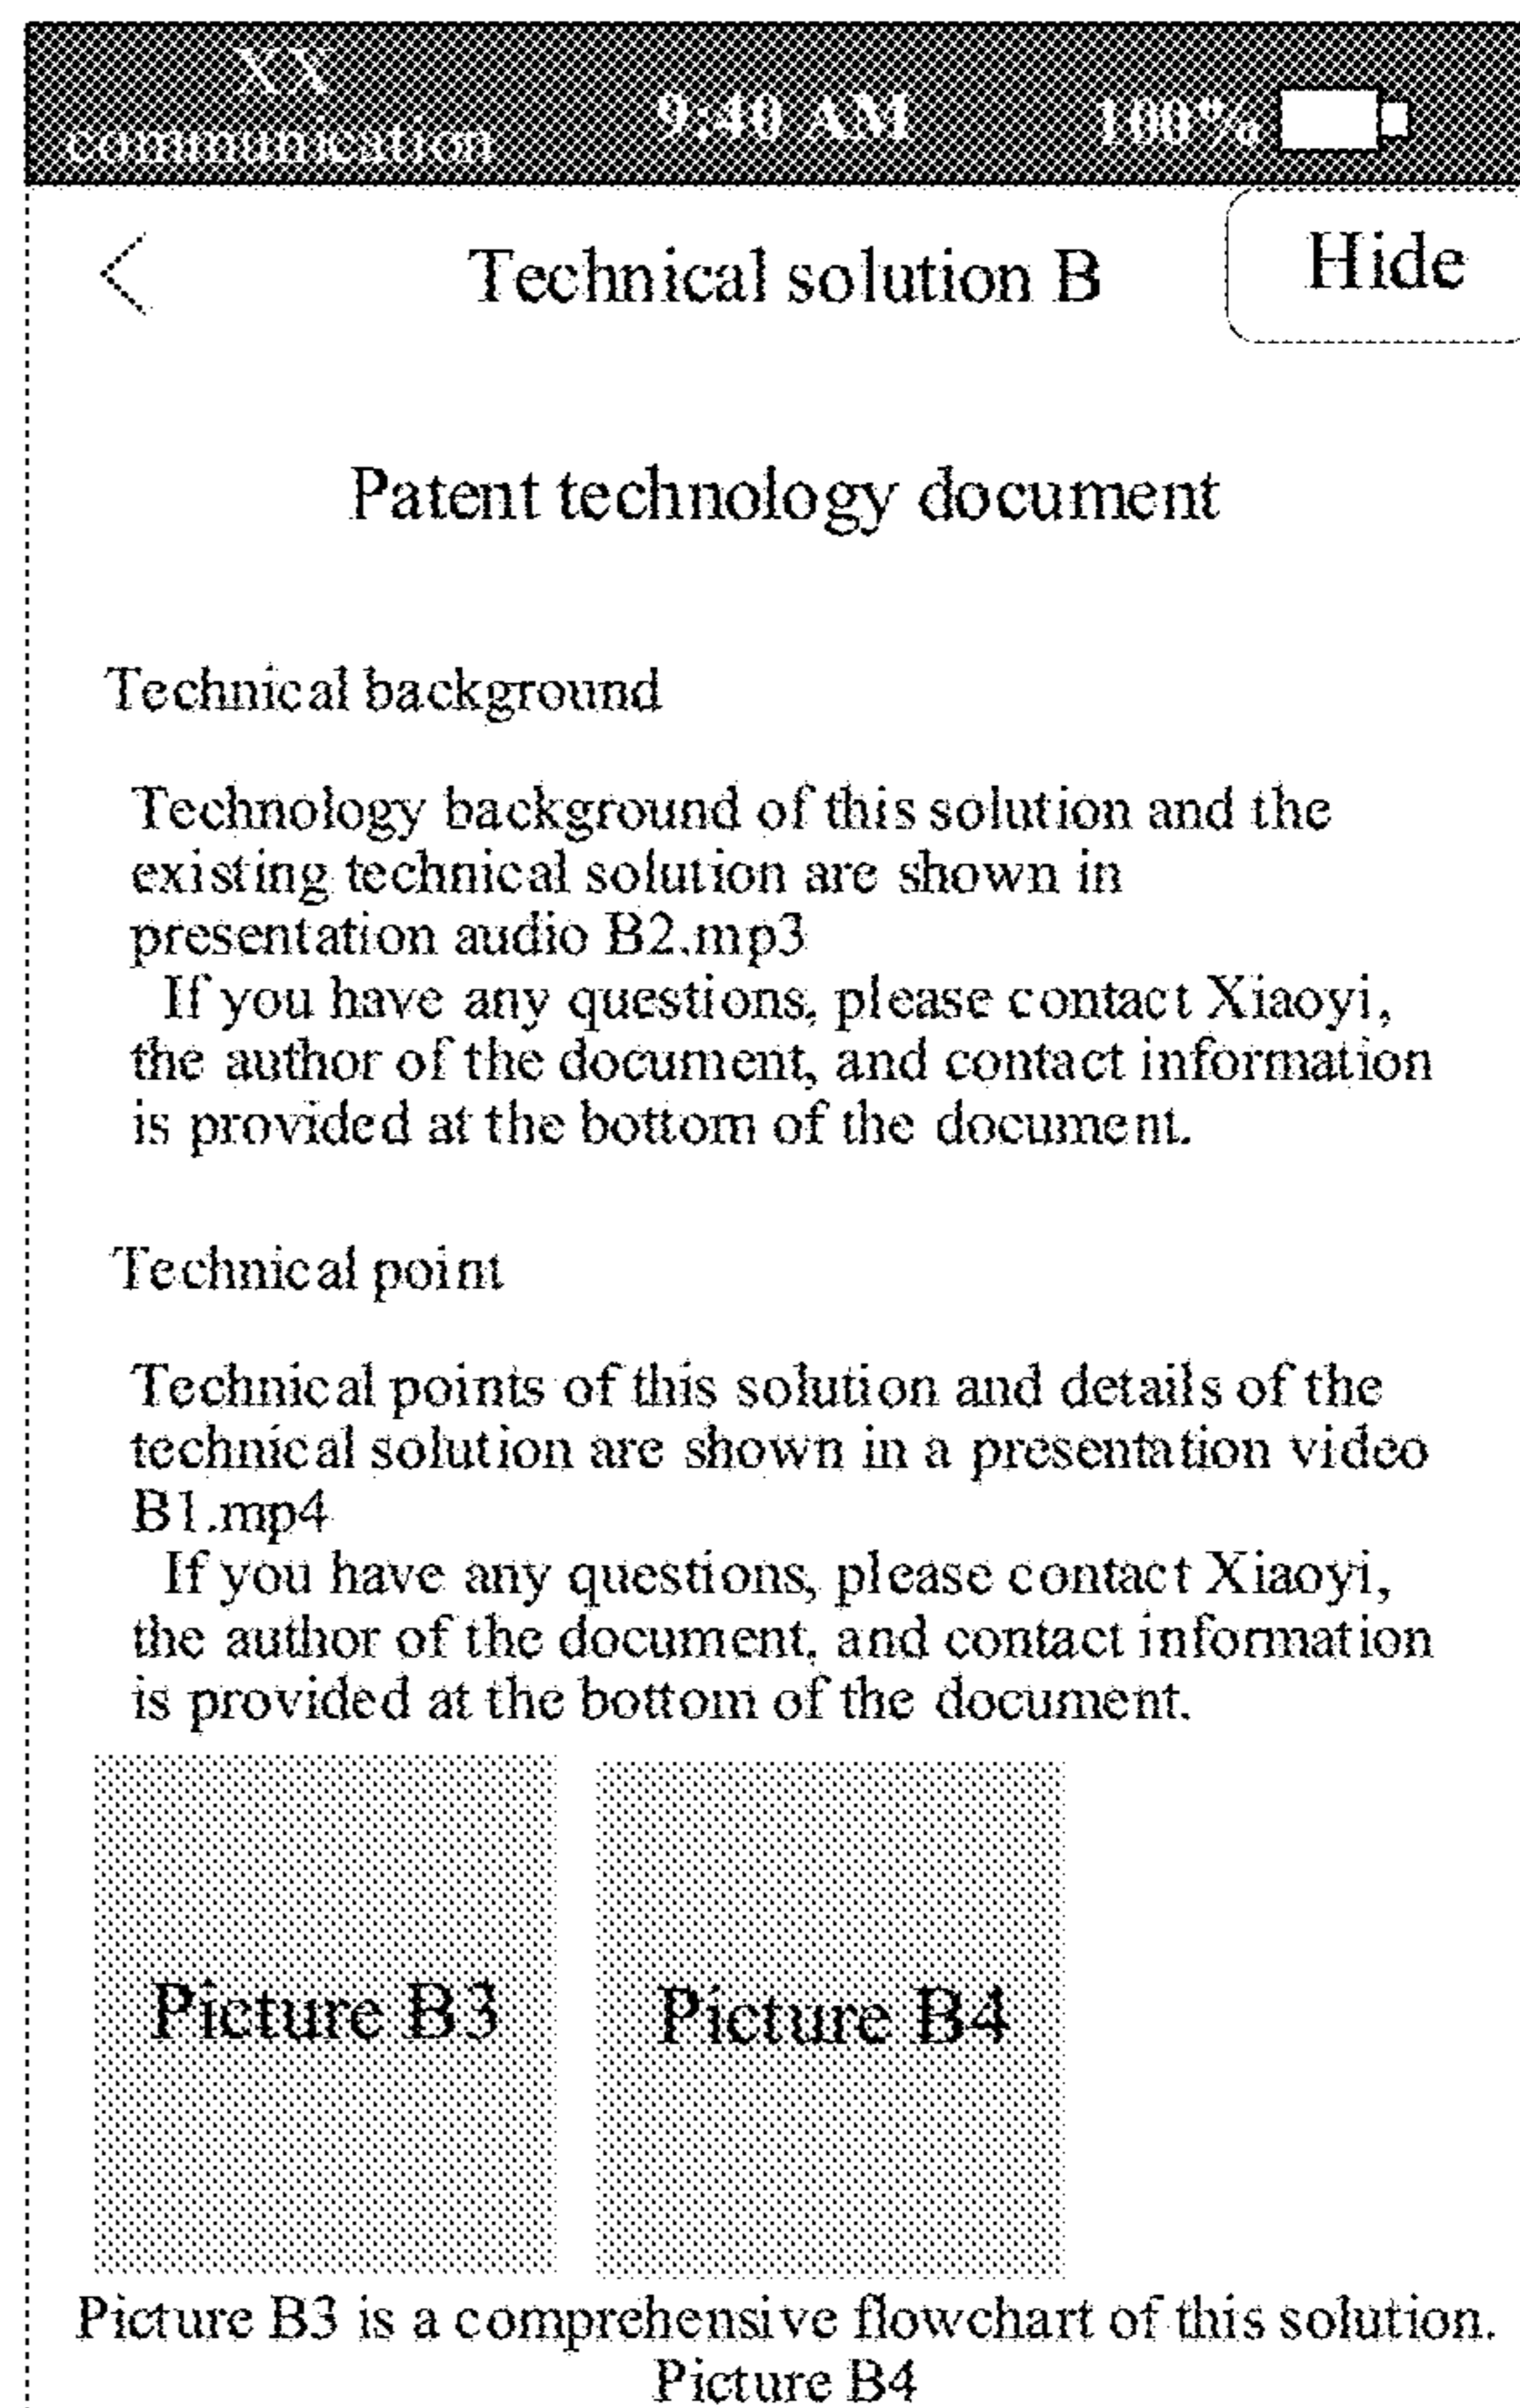 XX
communication
9:40 AM
100%
<
Technical solution B
Hide
Patent technology document
Technical background
Technology background of this solution and the
existing technical solution are shown in
presentation audio B2.mp3
If you have any questions, please contact Xiaoyi,
the author of the document, and contact information
is provided at the bottom of the document.
Technical point
Technical points of this solution and details of the
technical solution are shown in a presentation video
B1.mp4
If you have any questions, please contact Xiaoyi,
the author of the document, and contact information
is provided at the bottom of the document.
Picture B3
Picture B4
Picture B3 is a comprehensive flowchart of this solution.
Picture B4